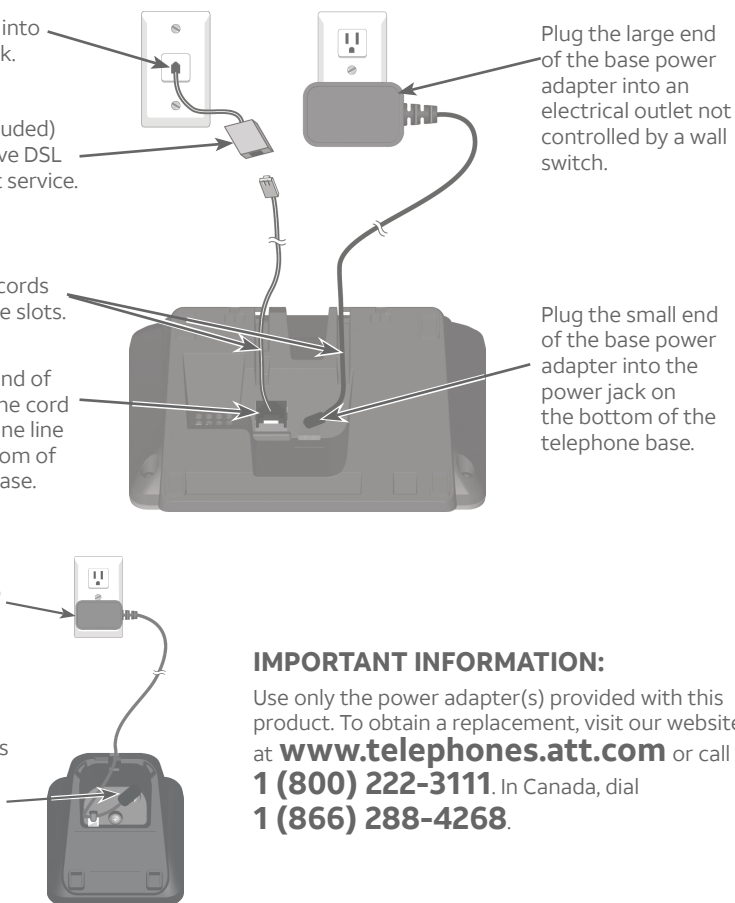 into
k.
uded)
ve DSL
t service.
cords
e slots.
nd of
ne cord
one line
om of
ase.
Plug the large end
of the base power
adapter into an
electrical outlet not
controlled by a wall
switch.
Plug the small end
of the base power
adapter into the
power jack on
the bottom of the
telephone base.
s
IMPORTANT INFORMATION:
Use only the power adapter(s) provided with this
product. To obtain a replacement, visit our website
at www.telephones.att.com or call
1 (800) 222-3111. In Canada, dial
1 (866) 288-4268.